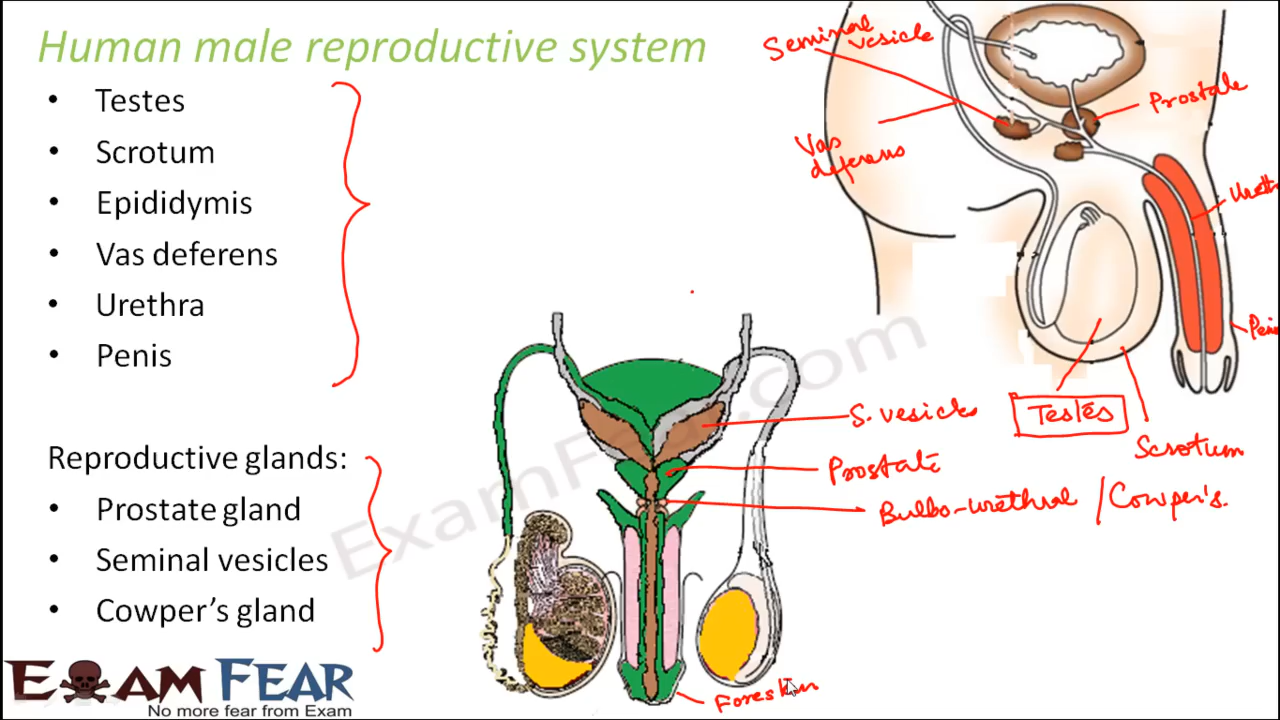 Human male reproductive system
• Testes
• Scrotum
• Epididymis
• Vas deferens
• Urethra
• Penis
Reproductive glands:
• Prostate gland
• Seminal vesicles
• Cowper's gland
Seminal
vesicle
Prostate
Vas
deferens
Ureth
Peni
Testes
Scrotum
S. vesicle
Prostate
Bulbo-urethral / Cowper's.
Foreskin
ExamFear.com
EXAM FEAR
No more fear from Exam